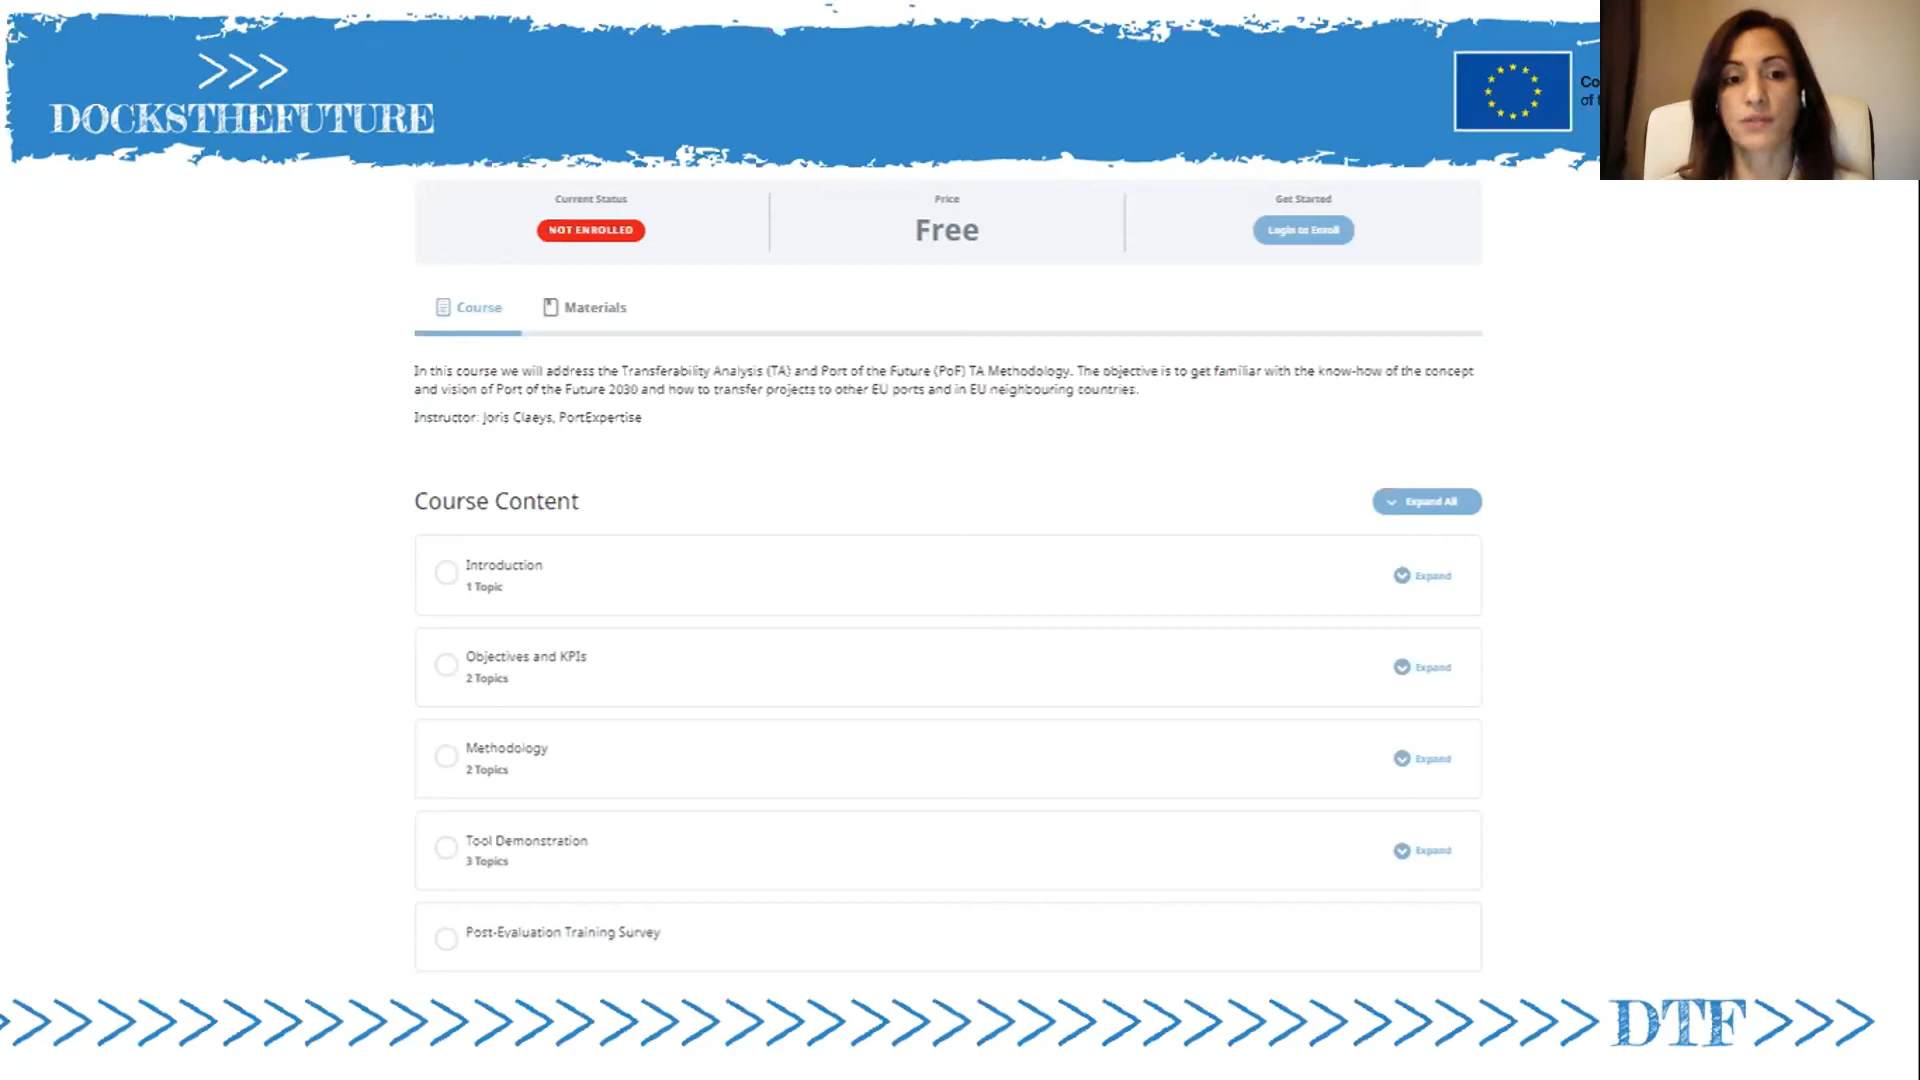 DOCKSTHEFUTURE
Co
of
Current Status
Price
Get Started
NOT ENROLLED
Free
Login to Enroll
Course
Materials
In this course we will address the Transferability Analysis (TA) and Port of the Future (PoF) TA Methodology. The objective is to get familiar with the know-how of the concept
and vision of Port of the Future 2030 and how to transfer projects to other EU ports and in EU neighbouring countries.
Instructor: Joris Claeys, PortExpertise
Course Content
Expand All
Introduction
1 Topic
Expand
Objectives and KPIs
2 Topics
Expand
Methodology
2 Topics
Expand
Tool Demonstration
3 Topics
Expand
Post-Evaluation Training Survey
DTF